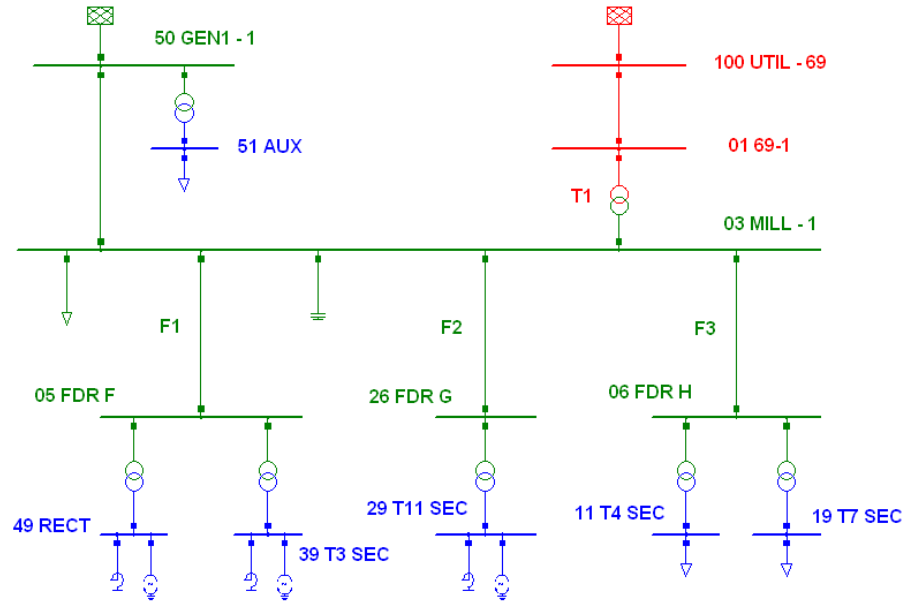 50 GEN1 - 1
100 UTIL - 69
51 AUX
01 69-1
T1
03 MILL - 1
F1
F2
F3
05 FDR F
26 FDR G
06 FDR H
49 RECT
39 T3 SEC
29 T11 SEC
11 T4 SEC
19 T7 SEC